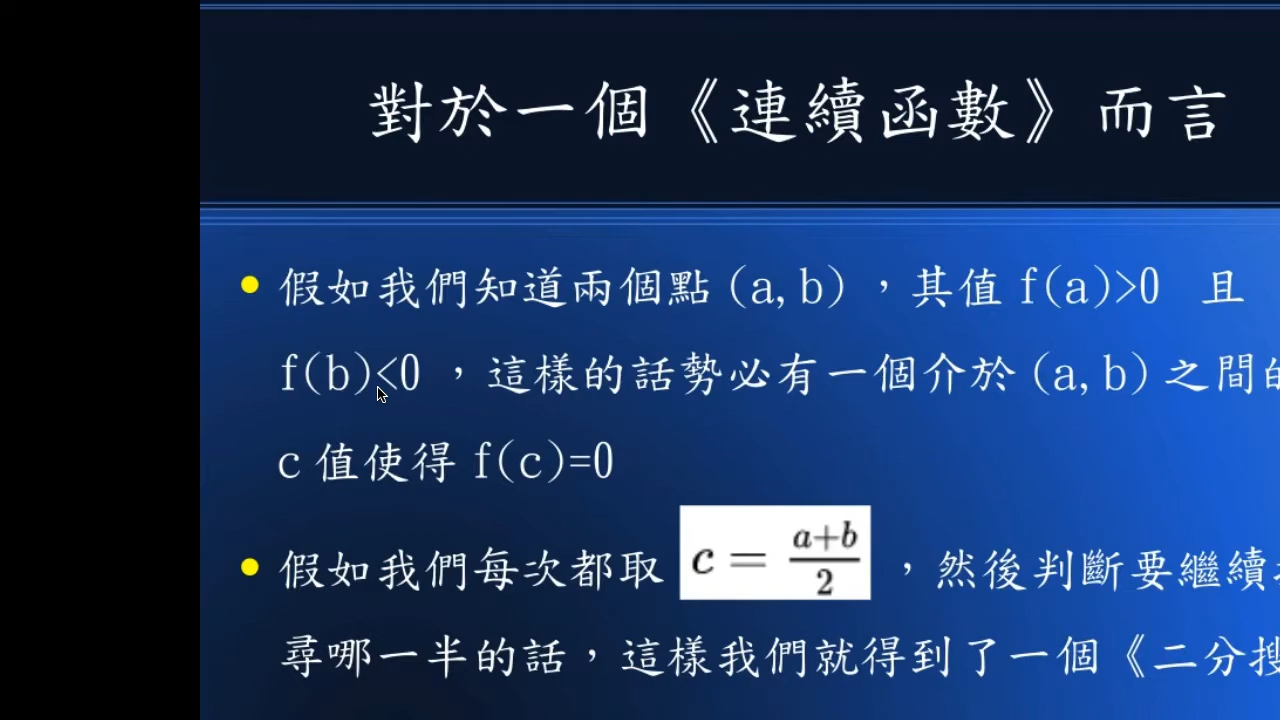 對於一個《連續函數》而言
假如我們知道兩個點 (a,b) ,其值 f(a)>0 且
f(b)<0 ,這樣的話勢必有一個介於 (a,b) 之間的
c 值使得 f(c)=0
假如我們每次都取 c = \frac{a+b}{2} ,然後判斷要繼續
尋哪一半的話,這樣我們就得到了一個《二分搜